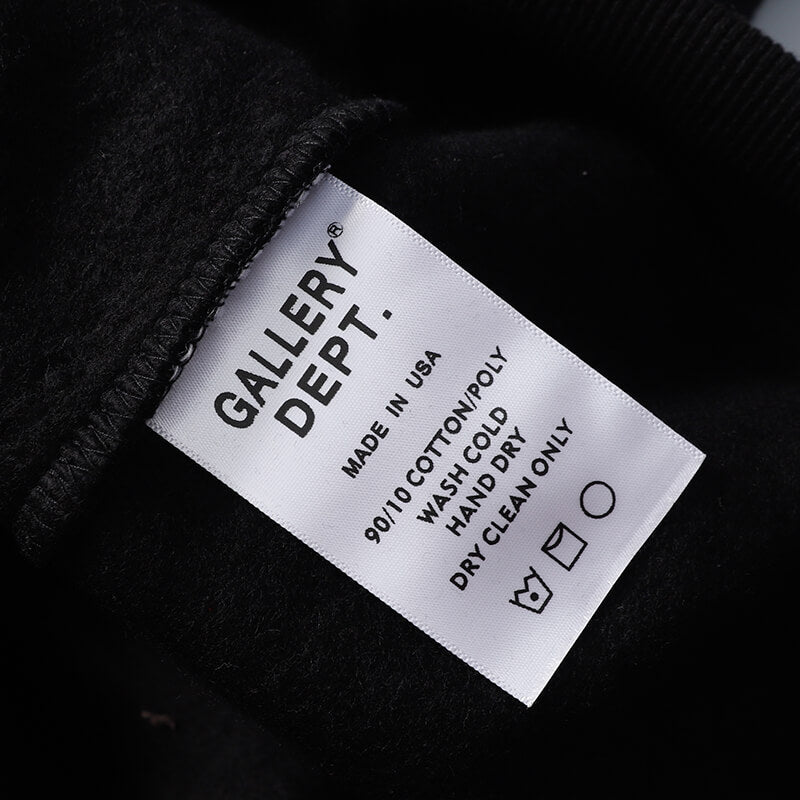 GALLERY®
DEPT.
MADE IN USA
90/10 COTTON/POLY
WASH COLD
HAND DRY
DRY CLEAN ONLY